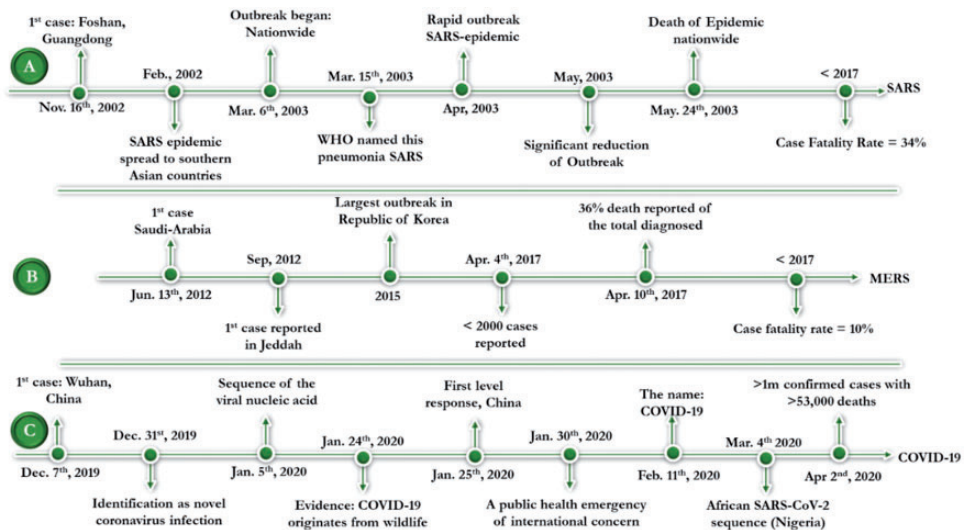 1st case: Foshan,
Guangdong
Outbreak began:
Nationwide
Rapid outbreak
SARS-epidemic
Death of Epidemic
nationwide
A
Feb., 2002
Mar. 15th, 2003
May, 2003
< 2017
SARS
Nov. 16th, 2002
Mar. 6th, 2003
Apr, 2003
May. 24th, 2003
SARS epidemic
spread to southern
Asian countries
WHO named this
pneumonia SARS
Significant reduction
of Outbreak
Case Fatality Rate = 34%
1st case
Saudi-Arabia
Largest outbreak in
Republic of Korea
36% death reported of
the total diagnosed
B
Sep, 2012
Apr. 4th, 2017
< 2017
MERS
Jun. 13th, 2012
2015
Apr. 10th, 2017
1st case reported
in Jeddah
< 2000 cases
reported
Case fatality rate = 10%
1st case: Wuhan,
China
Sequence of the
viral nucleic acid
First level
response, China
The name:
COVID-19
>1m confirmed cases with
>53,000 deaths
C
Dec. 31st, 2019
Jan. 24th, 2020
Jan. 30th, 2020
Mar. 4th 2020
COVID-19
Dec. 7th, 2019
Jan. 5th, 2020
Jan. 25th, 2020
Feb. 11th, 2020
Apr 2nd, 2020
Identification as novel
coronavirus infection
Evidence: COVID-19
originates from wildlife
A public health emergency
of international concern
African SARS-CoV-2
sequence (Nigeria)